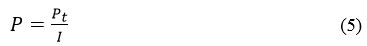 P = P_t / I (5)